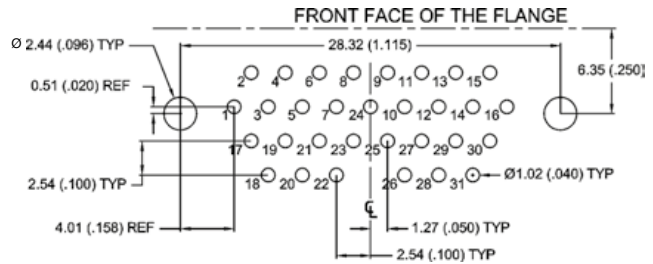 FRONT FACE OF THE FLANGE
Ø 2.44 (.096) TYP
28.32 (1.115)
6.35 (.250)
0.51 (.020) REF
2 4 6 8 9 11 13 15
1 3 5 7 24 10 12 14 16
17 19 21 23 25 27 29 30
2.54 (.100) TYP
18 20 22 26 28 31
Ø1.02 (.040) TYP
4.01 (.158) REF
CL
1.27 (.050) TYP
2.54 (.100) TYP